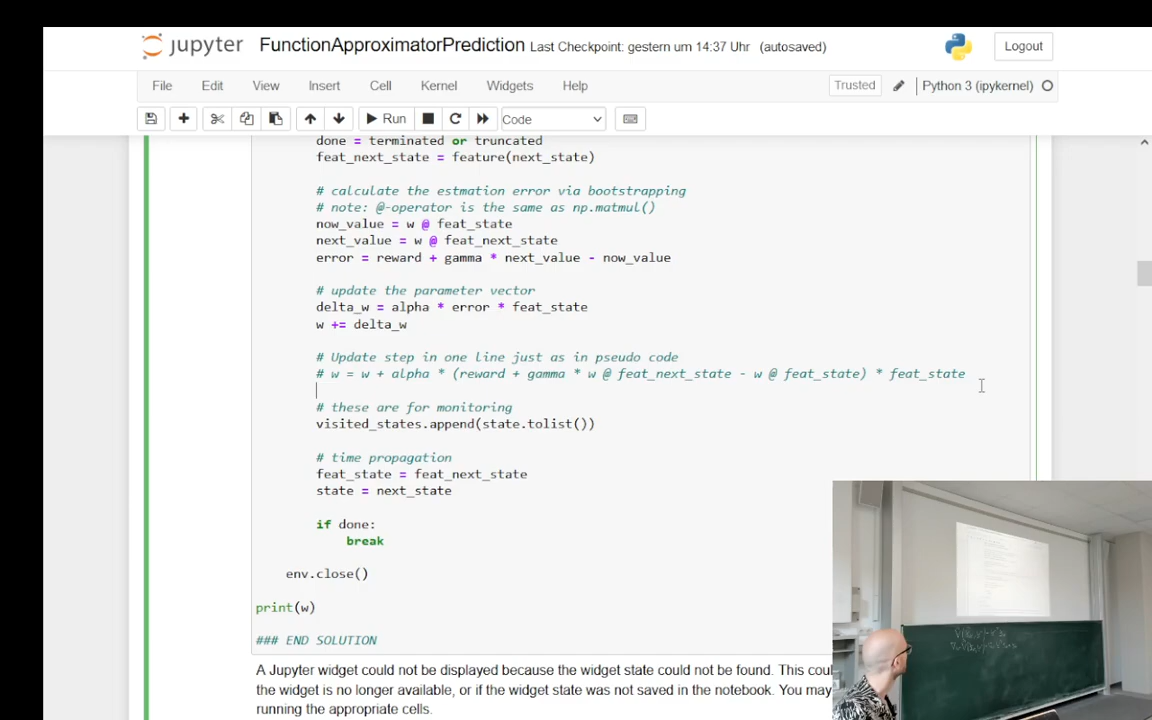 jupyter FunctionApproximatorPrediction Last Checkpoint: gestern um 14:37 Uhr (autosaved)
Logout
File Edit View Insert Cell Kernel Widgets Help
Trusted Python 3 (ipykernel)
Run Code
done = terminated or truncated
feat_next_state = feature(next_state)
# calculate the estmation error via bootstrapping
# note: @-operator is the same as np.matmul()
now_value = w @ feat_state
next_value = w @ feat_next_state
error = reward + gamma * next_value - now_value
# update the parameter vector
delta_w = alpha * error * feat_state
w += delta_w
# Update step in one line just as in pseudo code
# w = w + alpha * (reward + gamma * w @ feat_next_state - w @ feat_state) * feat_state
# these are for monitoring
visited_states.append(state.tolist())
# time propagation
feat_state = feat_next_state
state = next_state
if done:
break
env.close()
print(w)
### END SOLUTION
A Jupyter widget could not be displayed because the widget state could not be found. This
the widget is no longer available, or if the widget state was not saved in the notebook. You may
running the appropriate cells.